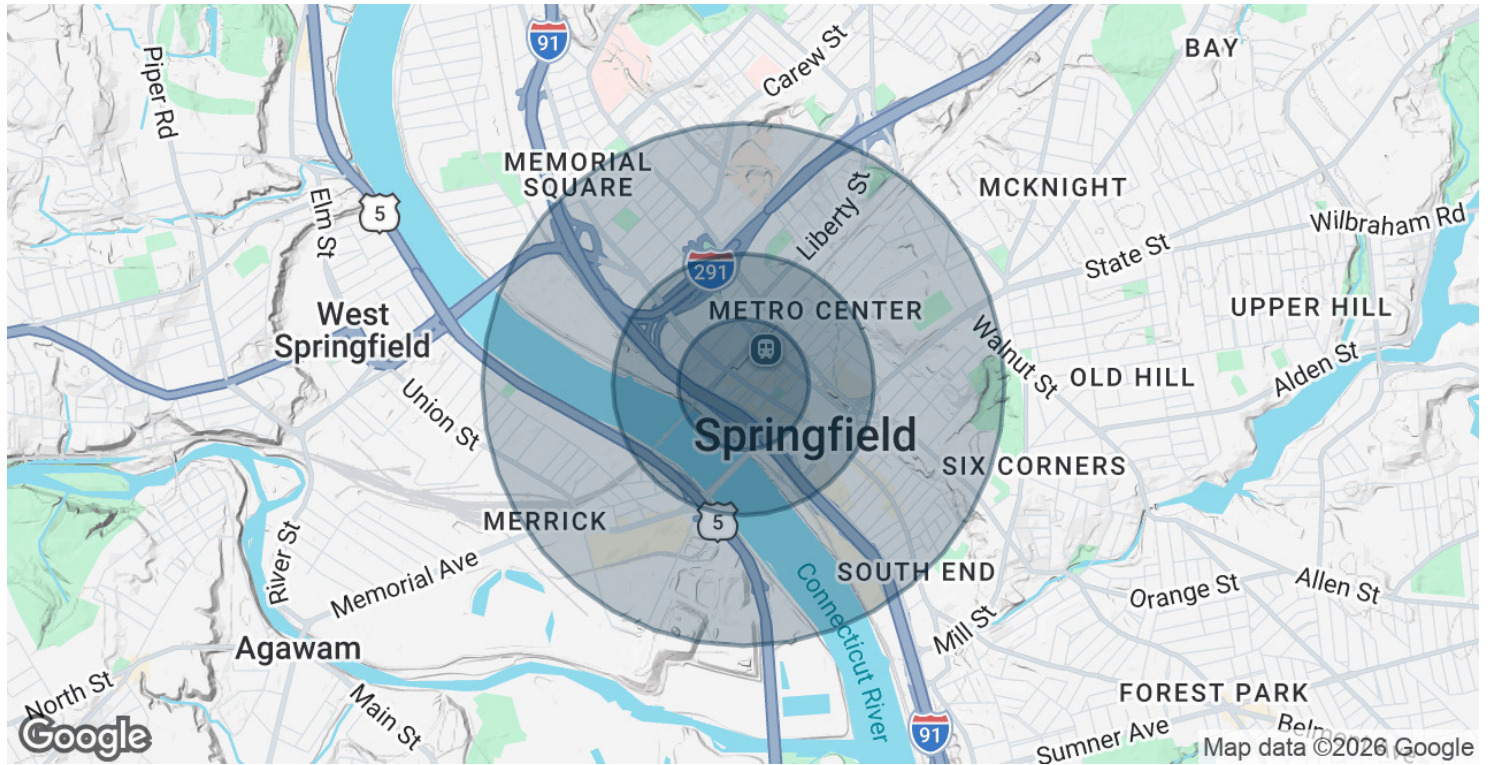 91
Carew St
BAY
Piper Rd
MEMORIAL
SQUARE
MCKNIGHT
Elm St
5
Liberty St
Wilbraham Rd
State St
291
METRO CENTER
UPPER HILL
West
Springfield
Walnut St
OLD HILL
Alden St
Union St
Springfield
SIX CORNERS
MERRICK
5
River St
Memorial Ave
SOUTH END
Connecticut River
Orange St
Allen St
Mill St
Agawam
North St
Main St
FOREST PARK
Sumner Ave
Belmont Ave
91
Google
Map data ©2026 Google